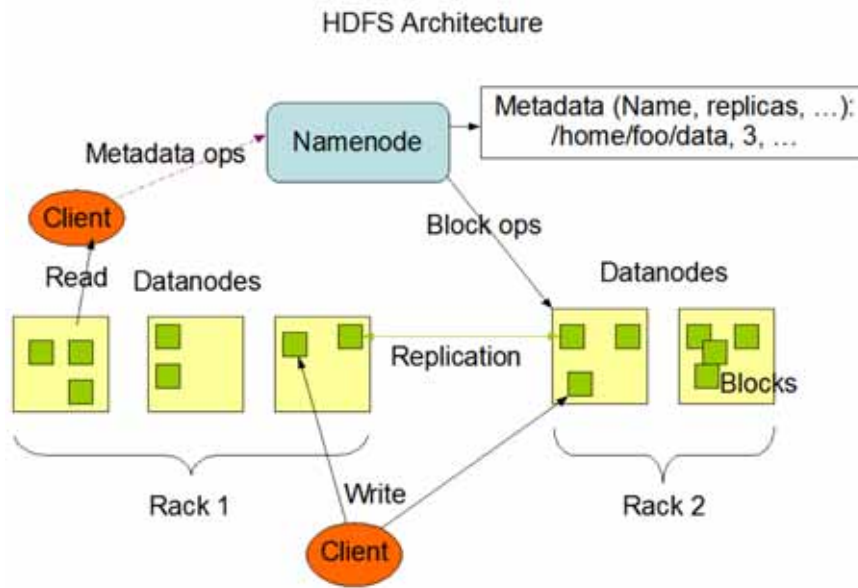 HDFS Architecture
Metadata (Name, replicas, ...):
/home/foo/data, 3, ...
Namenode
Metadata ops
Client
Block ops
Read
Datanodes
Datanodes
Replication
Blocks
Rack 1
Write
Rack 2
Client